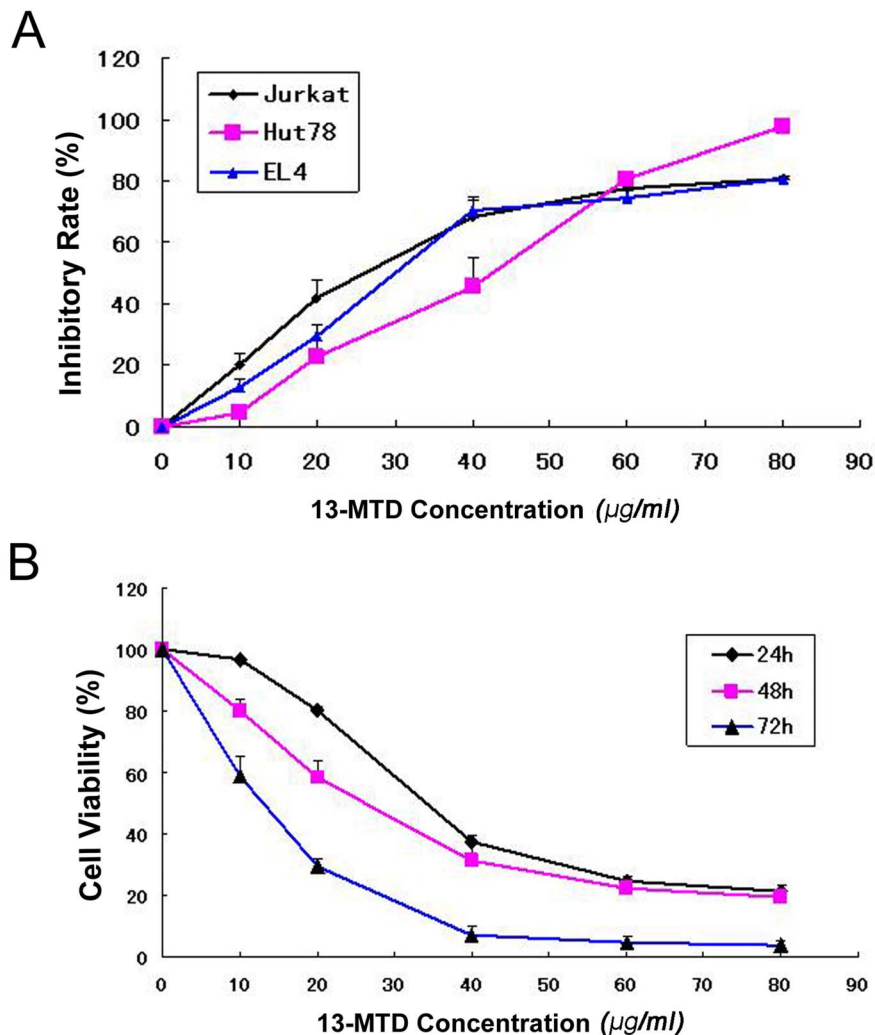 A
120
100
80
60
40
20
0
Inhibitory Rate (%)
Jurkat
Hut78
EL4
0 10 20 30 40 50 60 70 80 90
13-MTD Concentration (µg/ml)
B
120
100
80
60
40
20
0
Cell Viability (%)
24h
48h
72h
0 10 20 30 40 50 60 70 80 90
13-MTD Concentration (µg/ml)